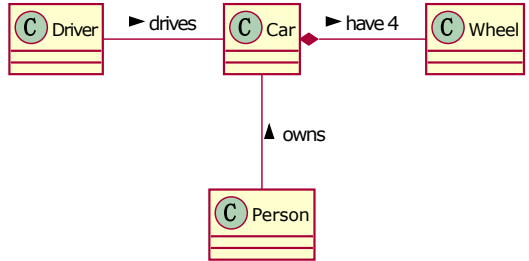 C Driver
drives
C Car
have 4
C Wheel
owns
C Person